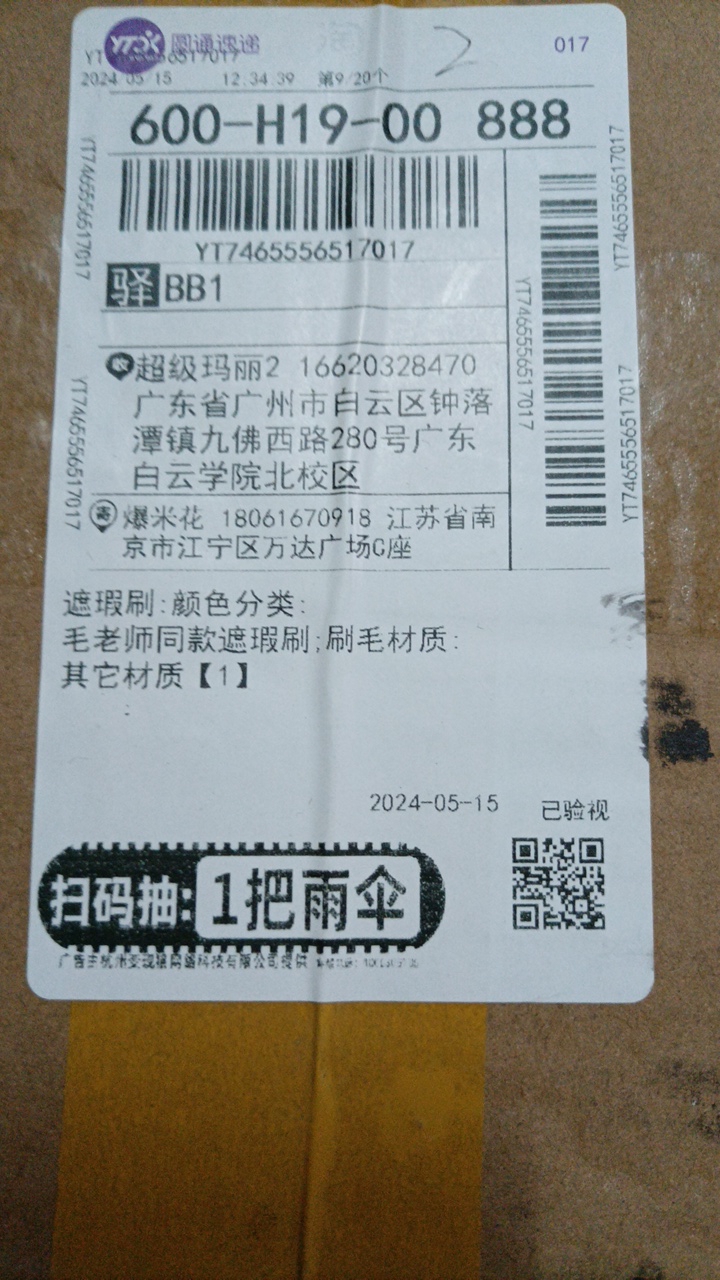 圆通速递
017
YT7465556517017
2024 05 15 12.34.39 第9/20个
2
600-H19-00 888
YT7465556517017
YT7465556517017
YT7465556517017
驿 BB1
收 超级玛丽2 16620328470
广东省广州市白云区钟落
潭镇九佛西路280号广东
白云学院北校区
寄 爆米花 18061670918 江苏省南
京市江宁区万达广场C座
YT7465556517017
YT7465556517017
YT7465556517017
遮瑕刷:颜色分类:
毛老师同款遮瑕刷;刷毛材质:
其它材质【1】
2024-05-15 已验视
扫码抽: 1把雨伞